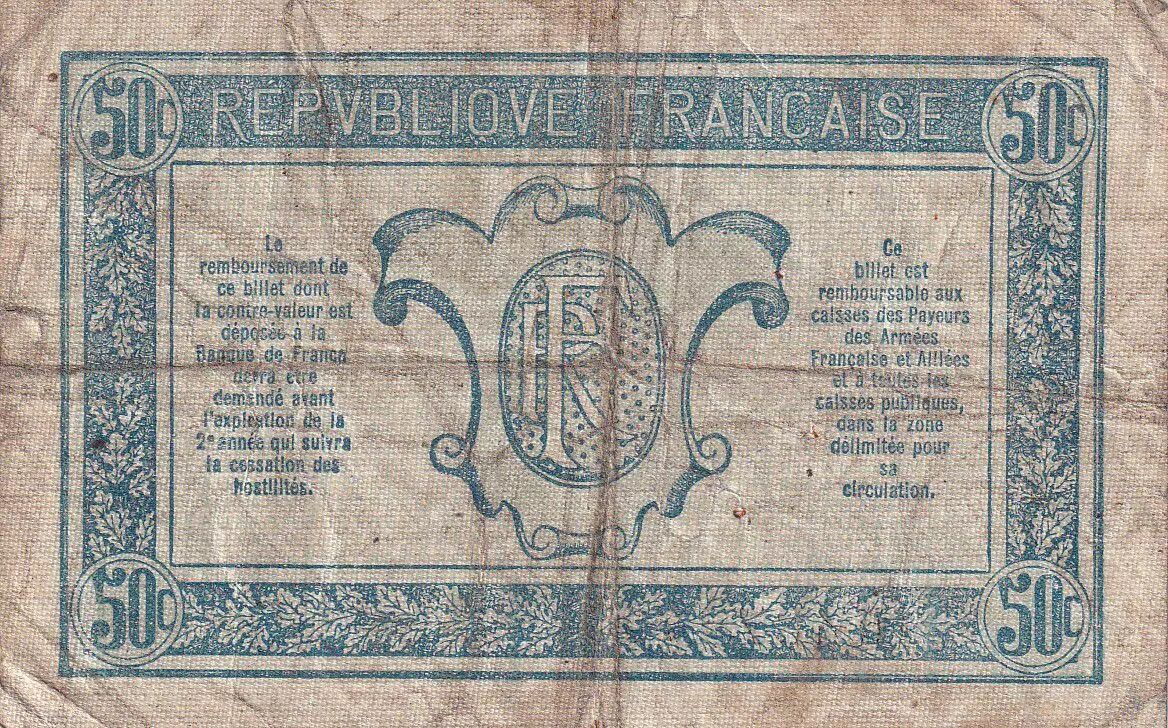 50c REPVBLIQVE FRANCAISE 50c
Le
remboursement de
ce billet dont
la contre-valeur est
déposée à la
Banque de France
devra être
demandé avant
l'expiration de la
2e année qui suivra
la cessation des
hostilités.
RF
Ce
billet est
remboursable aux
caisses des Payeurs
des Armées
Française et Alliées
et à toutes les
caisses publiques,
dans la zone
délimitée pour
sa
circulation.
50c 50c